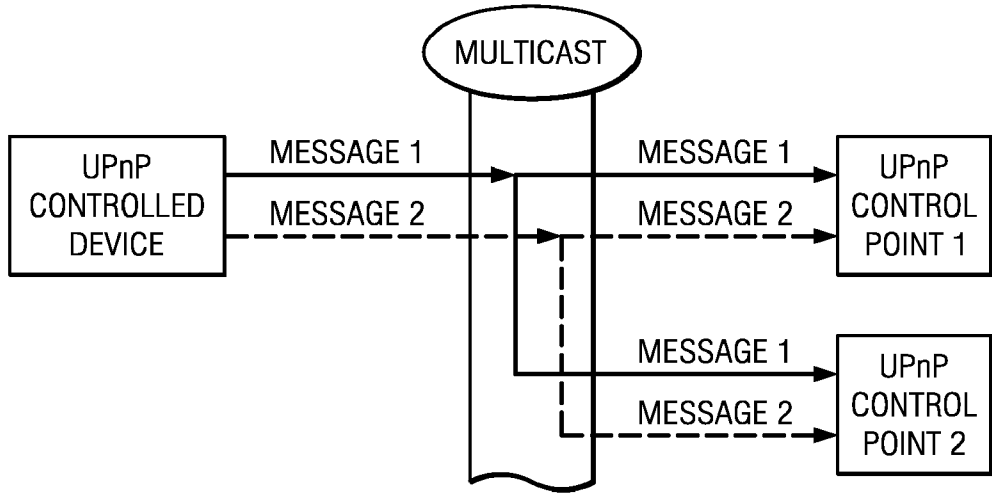 MULTICAST
UPnP
CONTROLLED
DEVICE
MESSAGE 1
MESSAGE 2
MESSAGE 1
MESSAGE 2
UPnP
CONTROL
POINT 1
MESSAGE 1
MESSAGE 2
UPnP
CONTROL
POINT 2